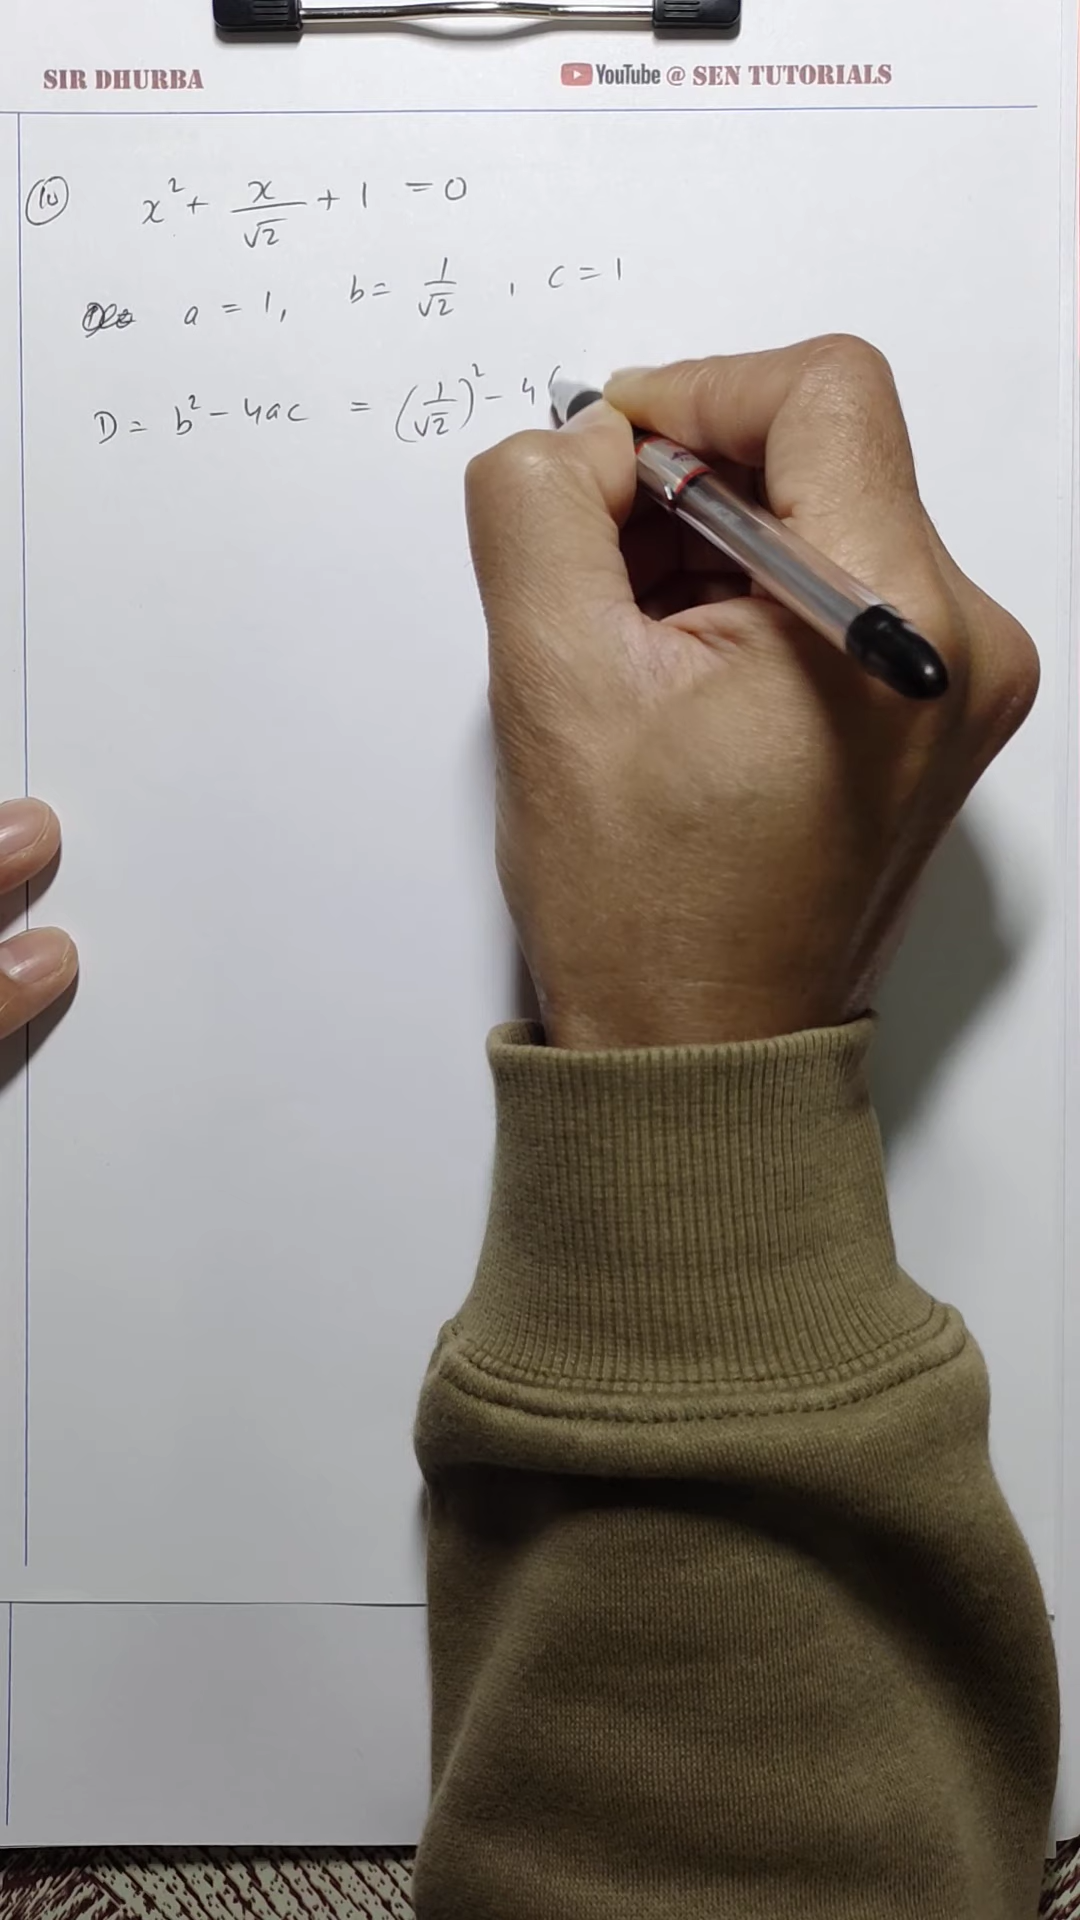 SIR DHURBA
YouTube @ SEN TUTORIALS
10 x² + x/√2 + 1 = 0
a = 1, b = 1/√2 , c = 1
D = b² - 4ac = (1/√2)² - 4(